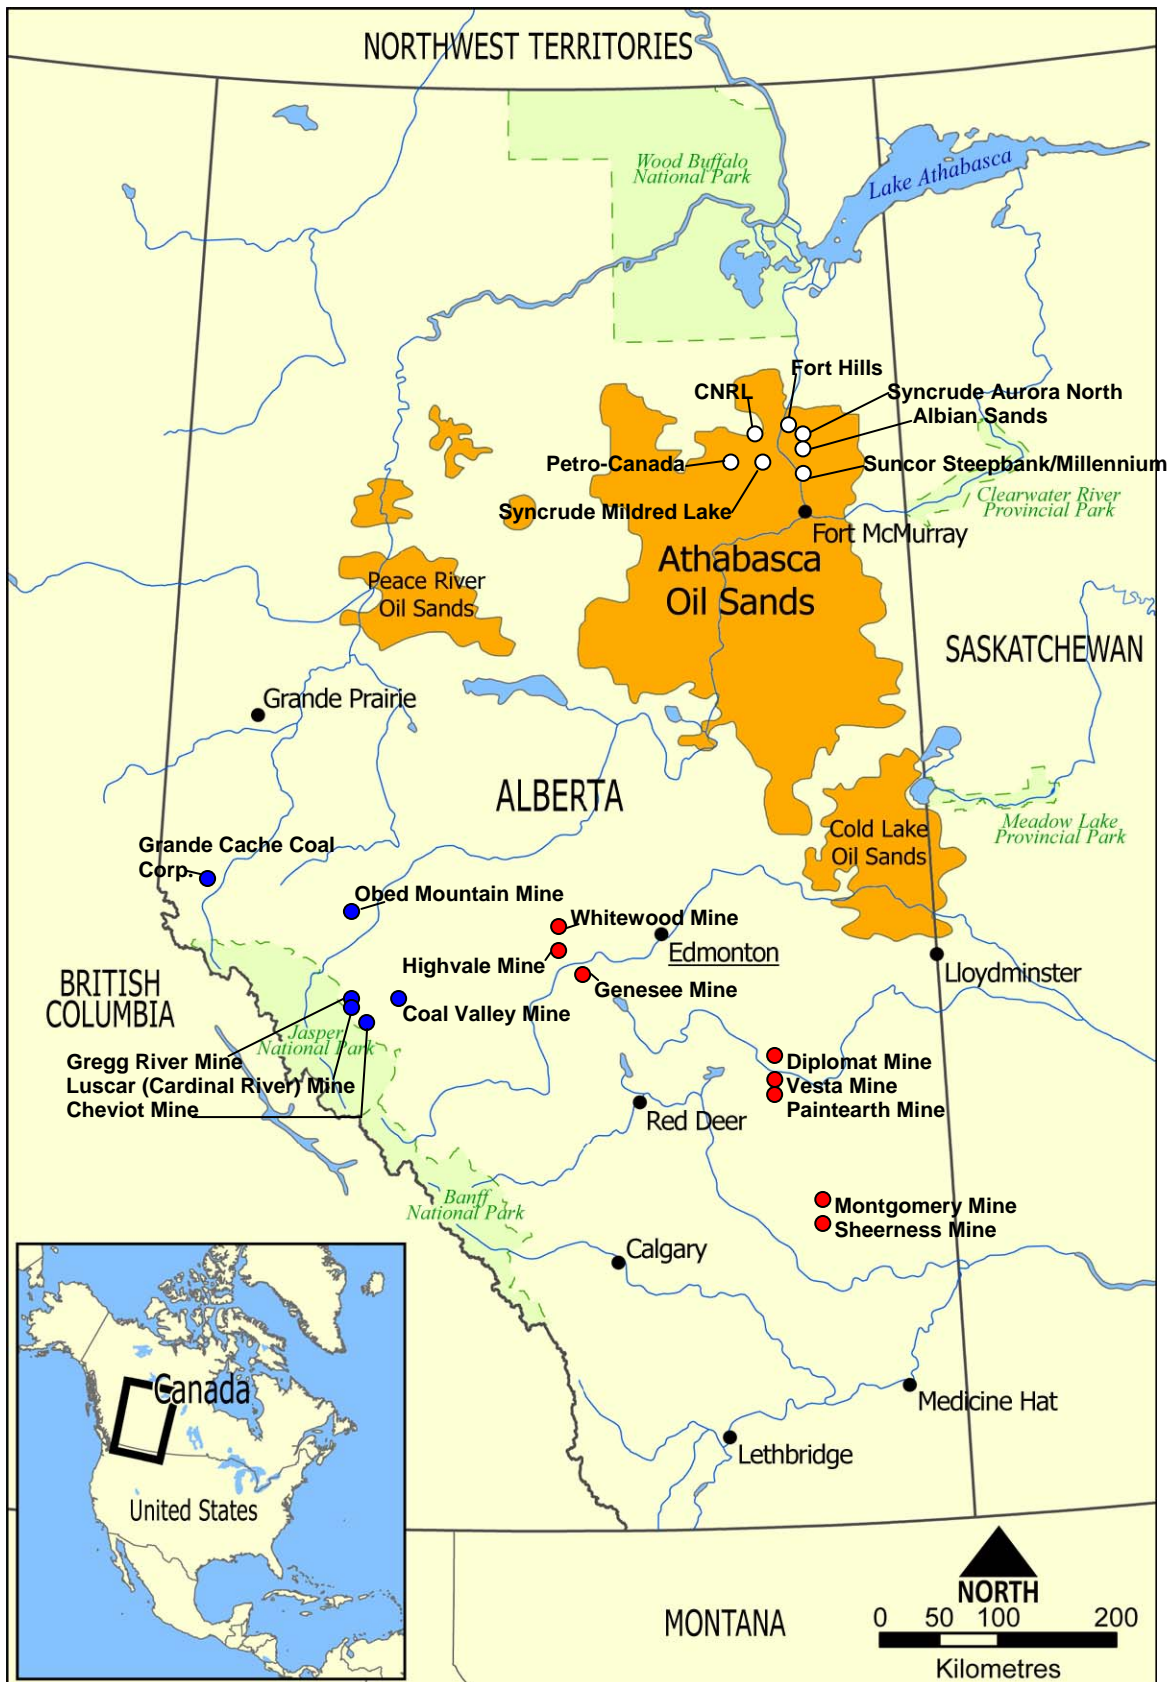 NORTHWEST TERRITORIES
Wood Buffalo
National Park
Lake Athabasca
Fort Hills
CNRL
Syncrude Aurora North
Albian Sands
Petro-Canada
Suncor Steepbank/Millennium
Syncrude Mildred Lake
Clearwater River
Provincial Park
Fort McMurray
Athabasca
Oil Sands
Peace River
Oil Sands
SASKATCHEWAN
Grande Prairie
ALBERTA
Cold Lake
Oil Sands
Meadow Lake
Provincial Park
Grande Cache Coal
Corp.
Obed Mountain Mine
Whitewood Mine
Edmonton
Highvale Mine
Lloydminster
Genesee Mine
BRITISH
COLUMBIA
Coal Valley Mine
Jasper
National Park
Gregg River Mine
Luscar (Cardinal River) Mine
Cheviot Mine
Diplomat Mine
Vesta Mine
Paintearth Mine
Red Deer
Banff
National Park
Montgomery Mine
Sheerness Mine
Calgary
Canada
United States
Medicine Hat
Lethbridge
MONTANA
NORTH
0 50 100 200
Kilometres